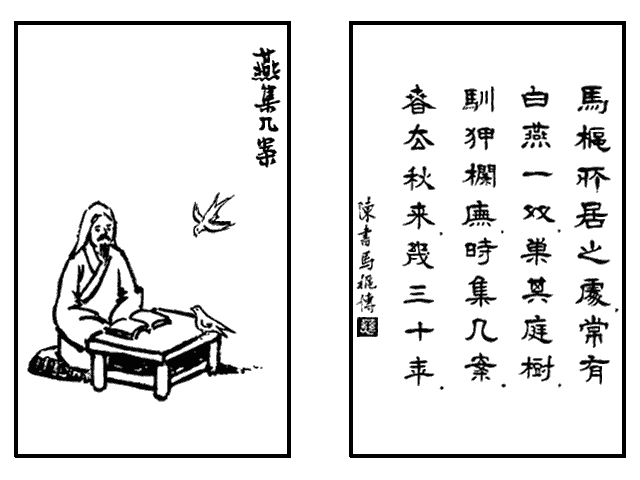 燕集几案
馬樞所居之處.常有
白燕一双.巢其庭樹.
馴狎欄廡.時集几案.
春厺秋来.幾三十年.
陳書馬樞傳